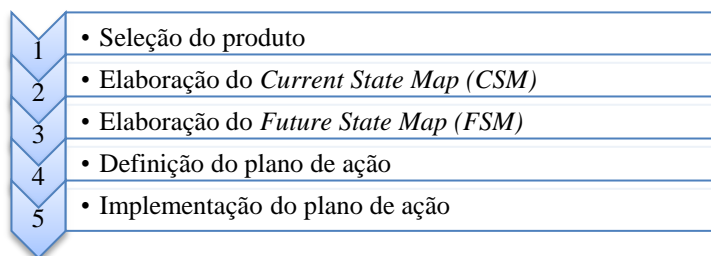 1 • Seleção do produto
2 • Elaboração do Current State Map (CSM)
3 • Elaboração do Future State Map (FSM)
4 • Definição do plano de ação
5 • Implementação do plano de ação